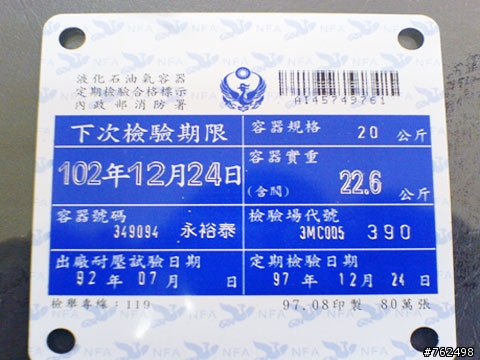 液化石油氣容器
定期檢驗合格標示
內政部消防署
AI45749761
下次檢驗期限
102年12月24日
容器規格 20 公斤
容器實重
(含閥) 22.6 公斤
容器號碼
349094 永裕泰
檢驗場代號
3MC005 390
出廠耐壓試驗日期
92 年 07 月 日
定期檢驗日期
97 年 12 月 24 日
檢舉專線:119
97.08印製 80萬張
#762498